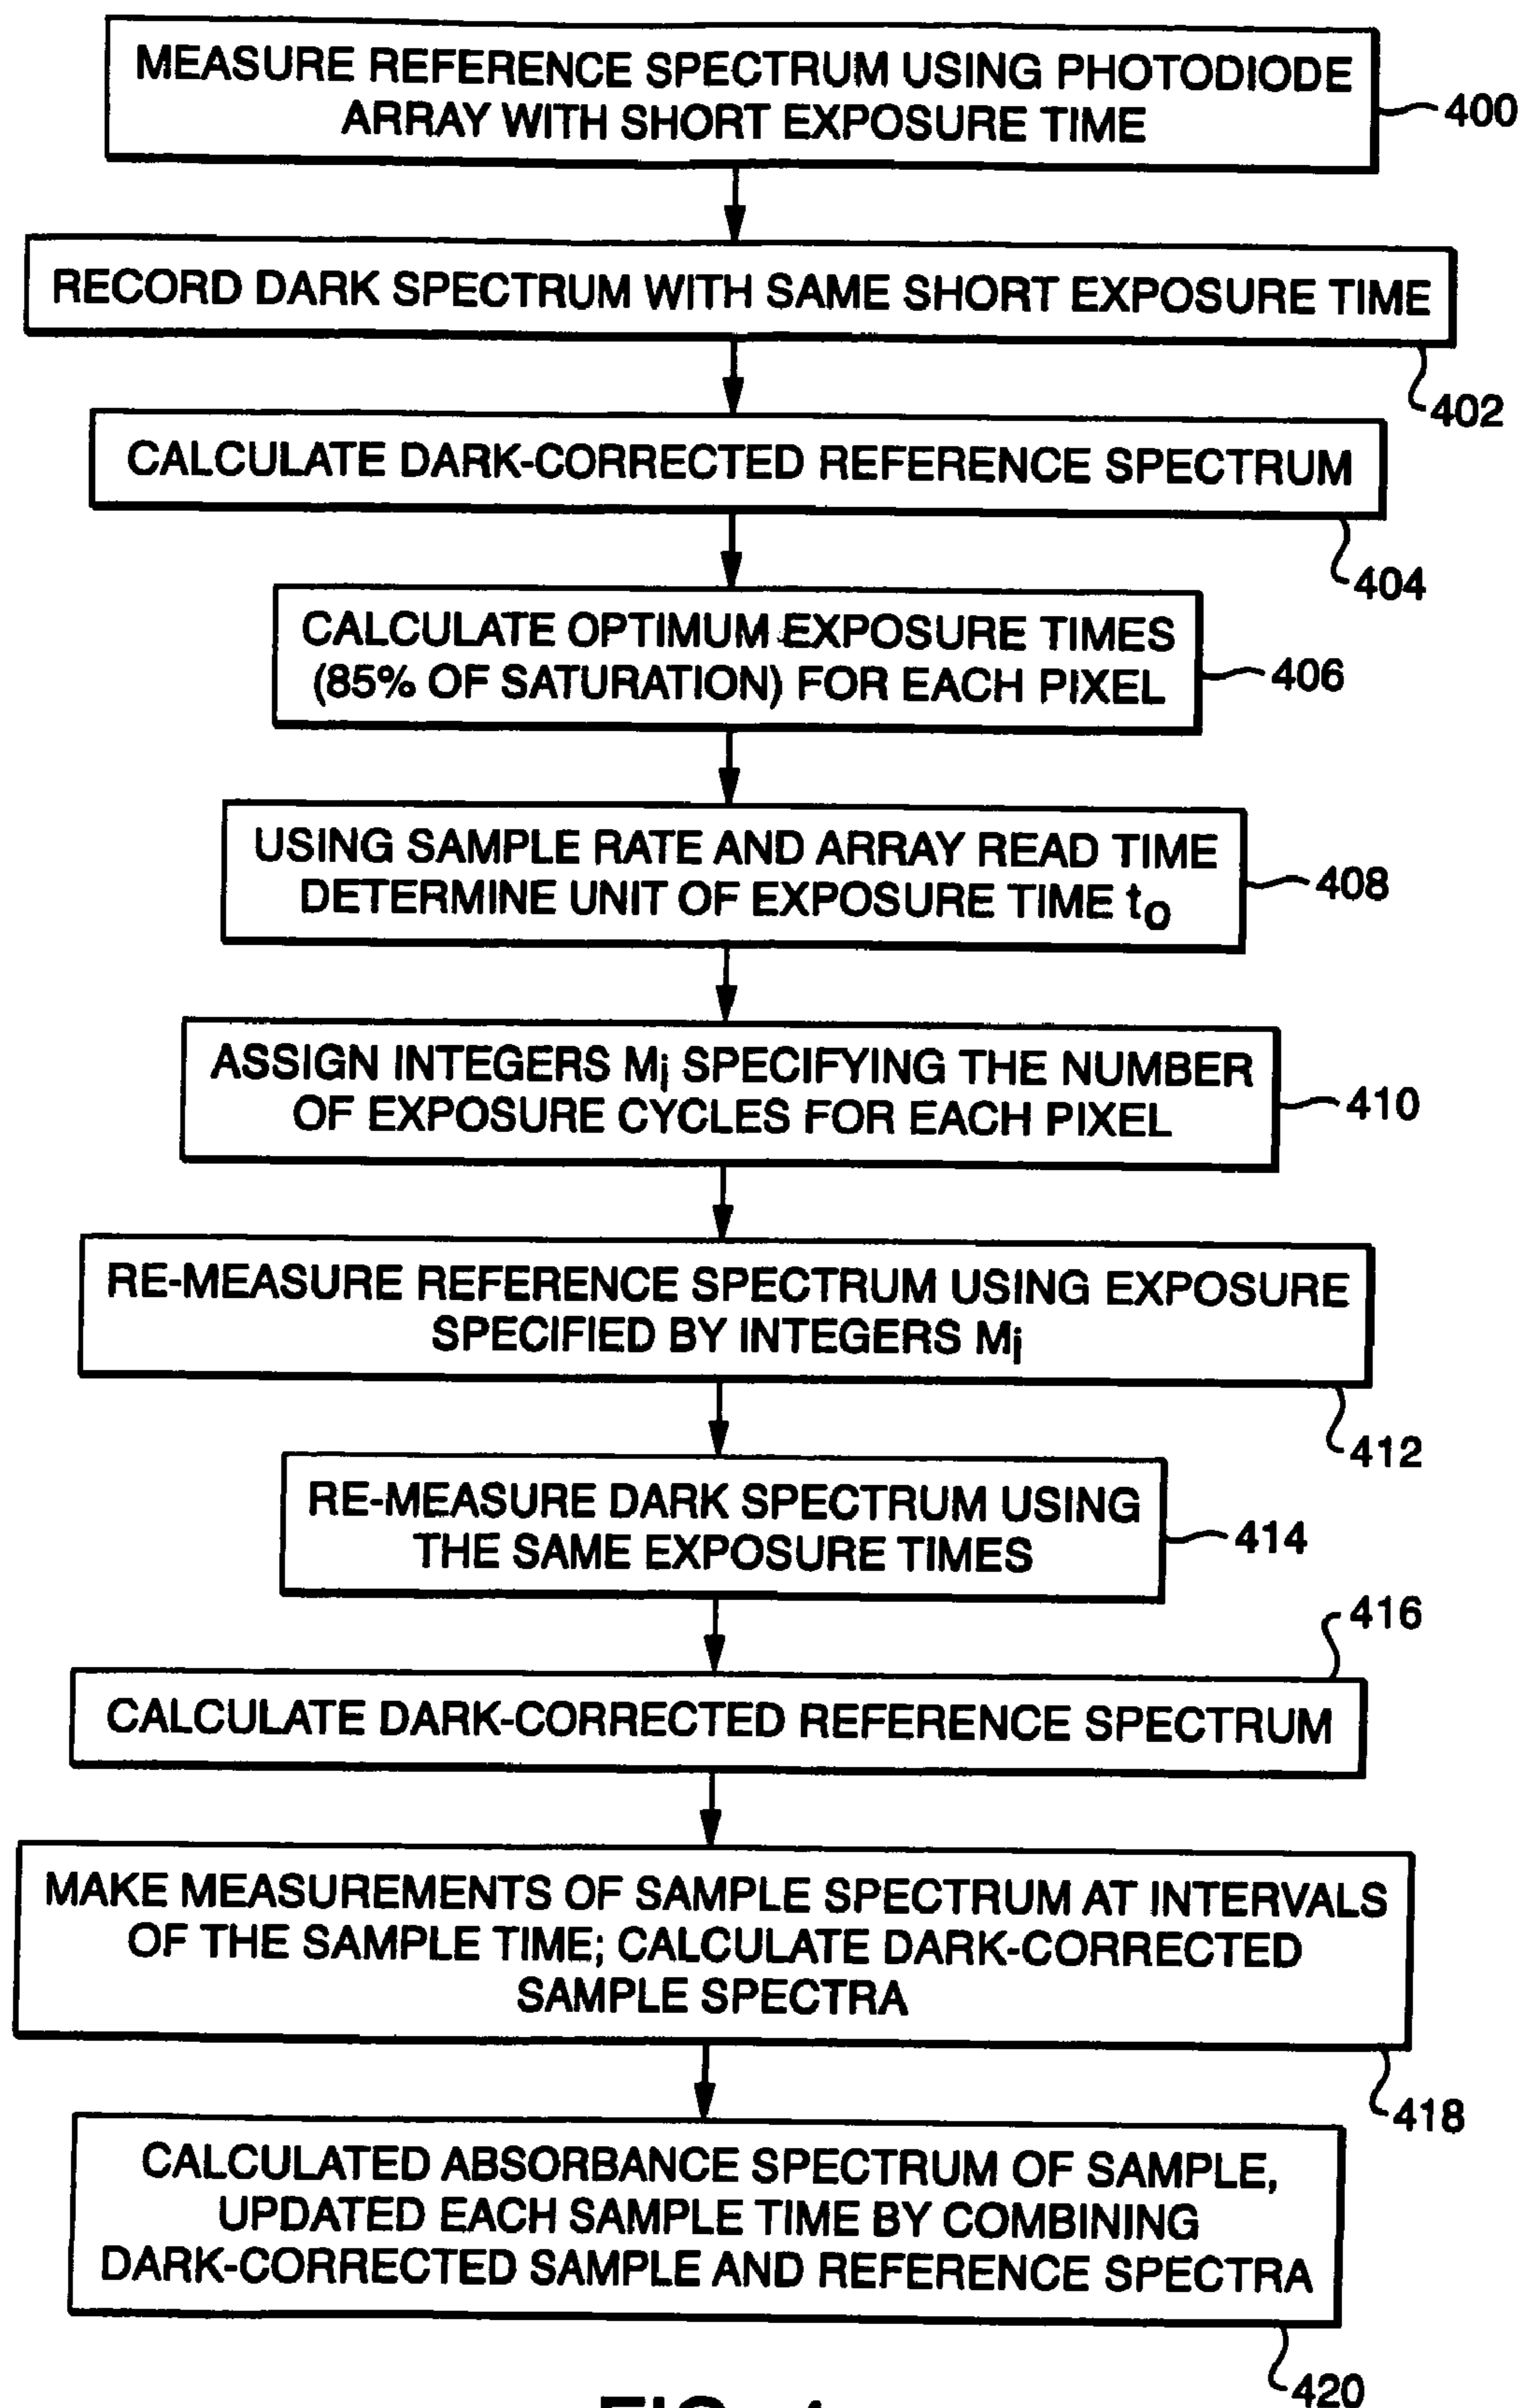 MEASURE REFERENCE SPECTRUM USING PHOTODIODE
ARRAY WITH SHORT EXPOSURE TIME
400
RECORD DARK SPECTRUM WITH SAME SHORT EXPOSURE TIME
402
CALCULATE DARK-CORRECTED REFERENCE SPECTRUM
404
CALCULATE OPTIMUM EXPOSURE TIMES
(85% OF SATURATION) FOR EACH PIXEL
406
USING SAMPLE RATE AND ARRAY READ TIME
DETERMINE UNIT OF EXPOSURE TIME to
408
ASSIGN INTEGERS Mi SPECIFYING THE NUMBER
OF EXPOSURE CYCLES FOR EACH PIXEL
410
RE-MEASURE REFERENCE SPECTRUM USING EXPOSURE
SPECIFIED BY INTEGERS Mi
412
RE-MEASURE DARK SPECTRUM USING
THE SAME EXPOSURE TIMES
414
416
CALCULATE DARK-CORRECTED REFERENCE SPECTRUM
MAKE MEASUREMENTS OF SAMPLE SPECTRUM AT INTERVALS
OF THE SAMPLE TIME; CALCULATE DARK-CORRECTED
SAMPLE SPECTRA
418
CALCULATED ABSORBANCE SPECTRUM OF SAMPLE,
UPDATED EACH SAMPLE TIME BY COMBINING
DARK-CORRECTED SAMPLE AND REFERENCE SPECTRA
420